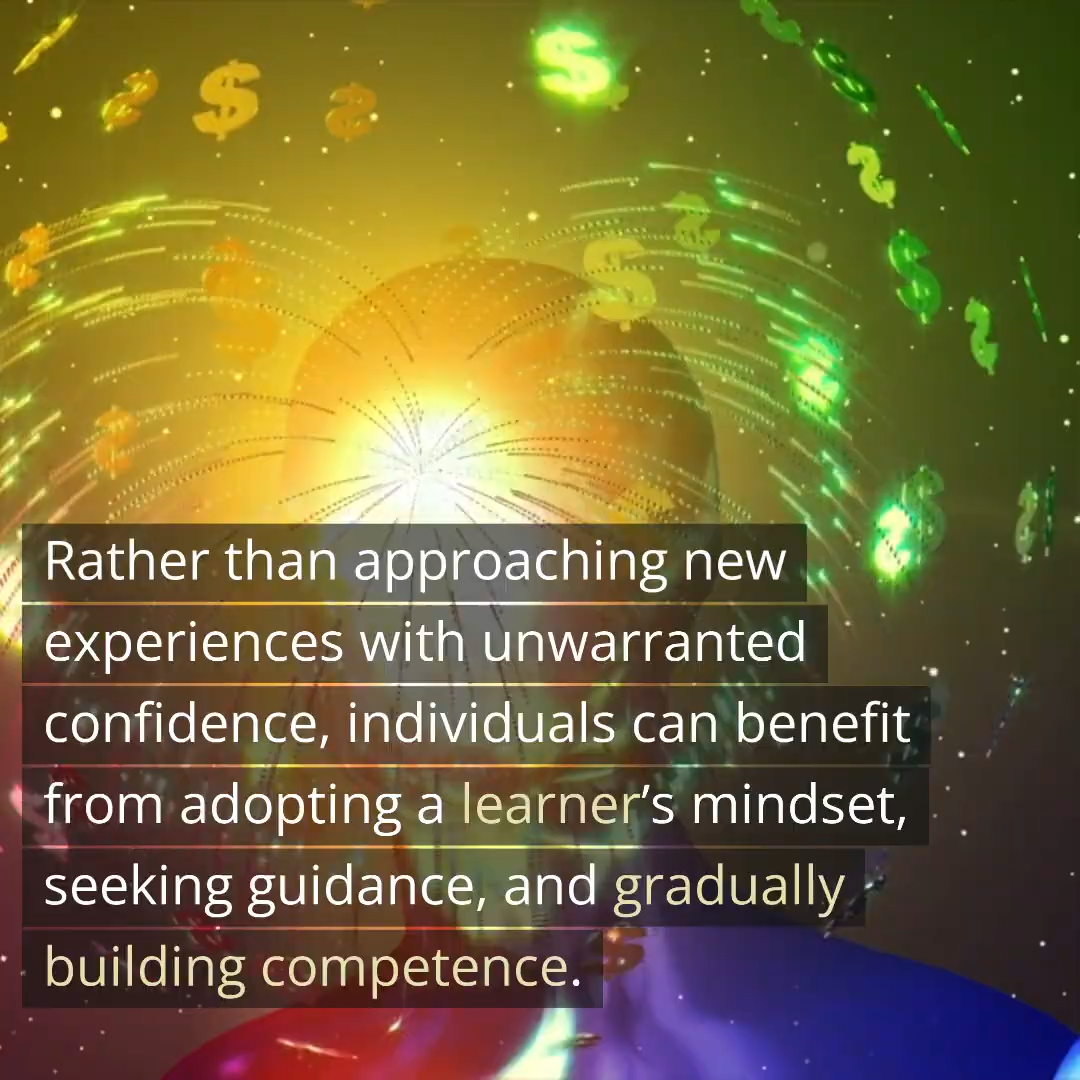 Rather than approaching new
experiences with unwarranted
confidence, individuals can benefit
from adopting a learner’s mindset,
seeking guidance, and gradually
building competence.